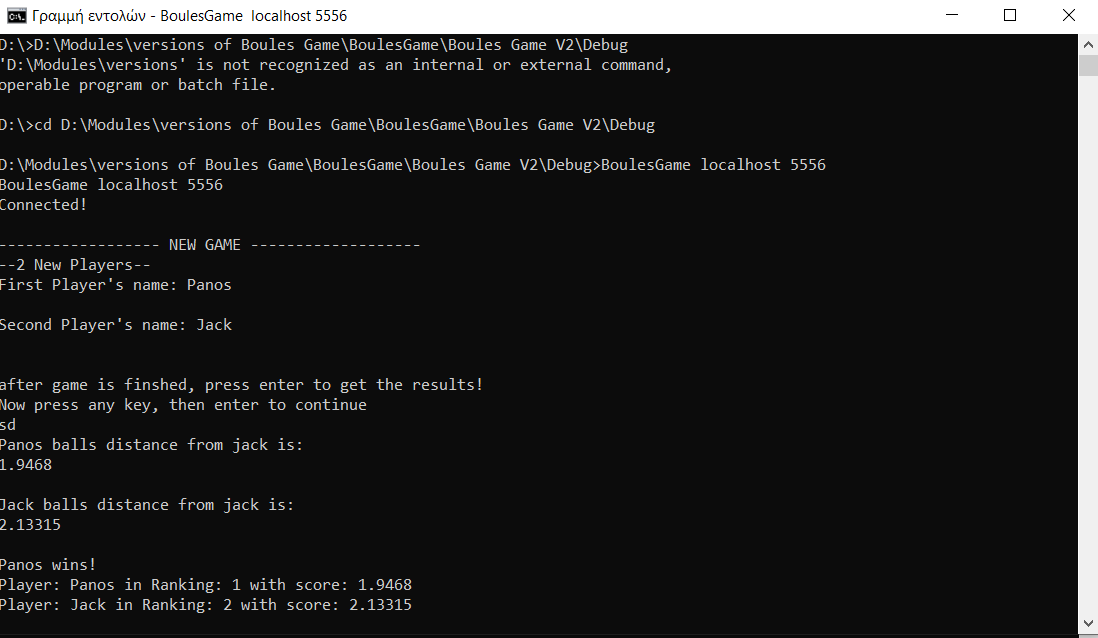 Γραμμή εντολών - BoulesGame  localhost 5556
D:\>D:\Modules\versions of Boules Game\BoulesGame\Boules Game V2\Debug
'D:\Modules\versions' is not recognized as an internal or external command,
operable program or batch file.
D:\>cd D:\Modules\versions of Boules Game\BoulesGame\Boules Game V2\Debug
D:\Modules\versions of Boules Game\BoulesGame\Boules Game V2\Debug>BoulesGame localhost 5556
BoulesGame localhost 5556
Connected!
------------------ NEW GAME -------------------
--2 New Players--
First Player's name: Panos
Second Player's name: Jack
after game is finshed, press enter to get the results!
Now press any key, then enter to continue
sd
Panos balls distance from jack is:
1.9468
Jack balls distance from jack is:
2.13315
Panos wins!
Player: Panos in Ranking: 1 with score: 1.9468
Player: Jack in Ranking: 2 with score: 2.13315